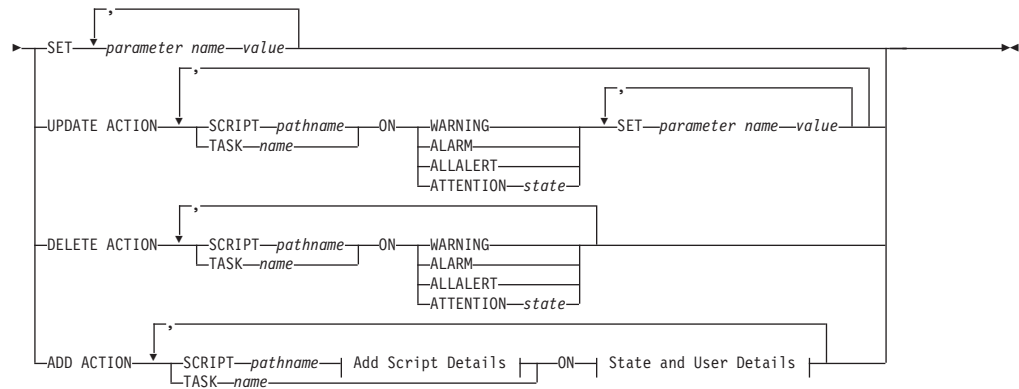 ,
SET parameter name value
,
,
UPDATE ACTION SCRIPT pathname ON WARNING SET parameter name value
TASK name ALARM
ALLALERT
ATTENTION state
,
DELETE ACTION SCRIPT pathname ON WARNING
TASK name ALARM
ALLALERT
ATTENTION state
,
ADD ACTION SCRIPT pathname Add Script Details ON State and User Details
TASK name